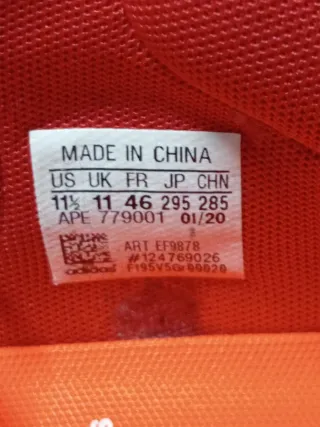 MADE IN CHINA
US UK FR JP CHN
11½ 11 46 295 285
APE 779001 01/20
ART EF9878
#124769026
adidas